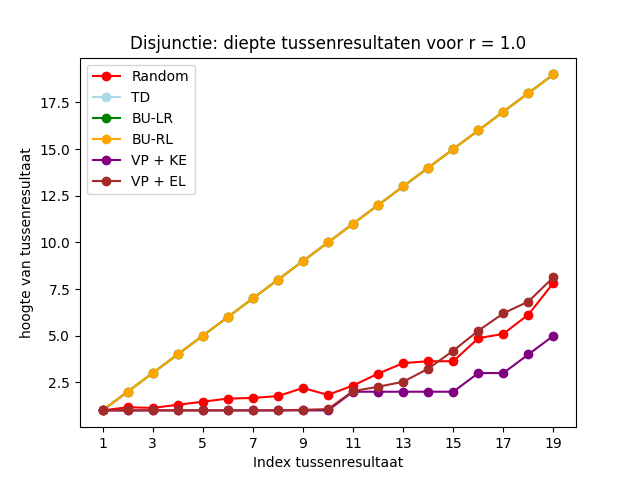 Disjunctie: diepte tussenresultaten voor r = 1.0
Random
TD
BU-LR
BU-RL
VP + KE
VP + EL
hoogte van tussenresultaat
17.5
15.0
12.5
10.0
7.5
5.0
2.5
1 3 5 7 9 11 13 15 17 19
Index tussenresultaat